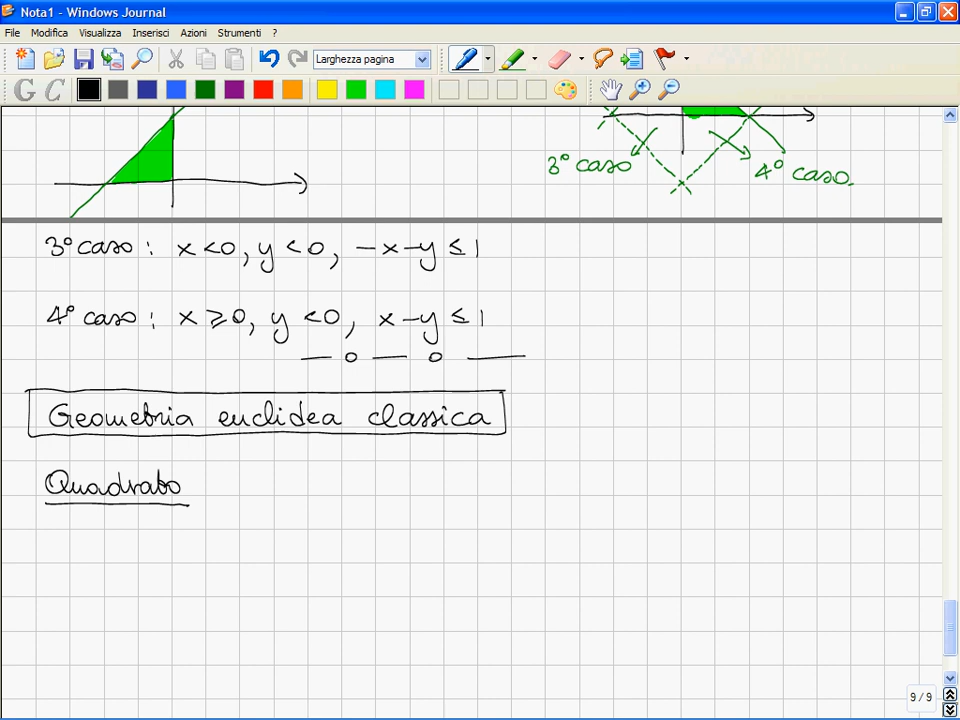 Nota1 - Windows Journal
File Modifica Visualizza Inserisci Azioni Strumenti ?
Larghezza pagina
G C
3° caso
4° caso.
3° caso : x < 0, y < 0, -x-y ≤ 1
4° caso : x ≥ 0, y < 0, x-y ≤ 1
Geometria euclidea classica
Quadrato
9 / 9